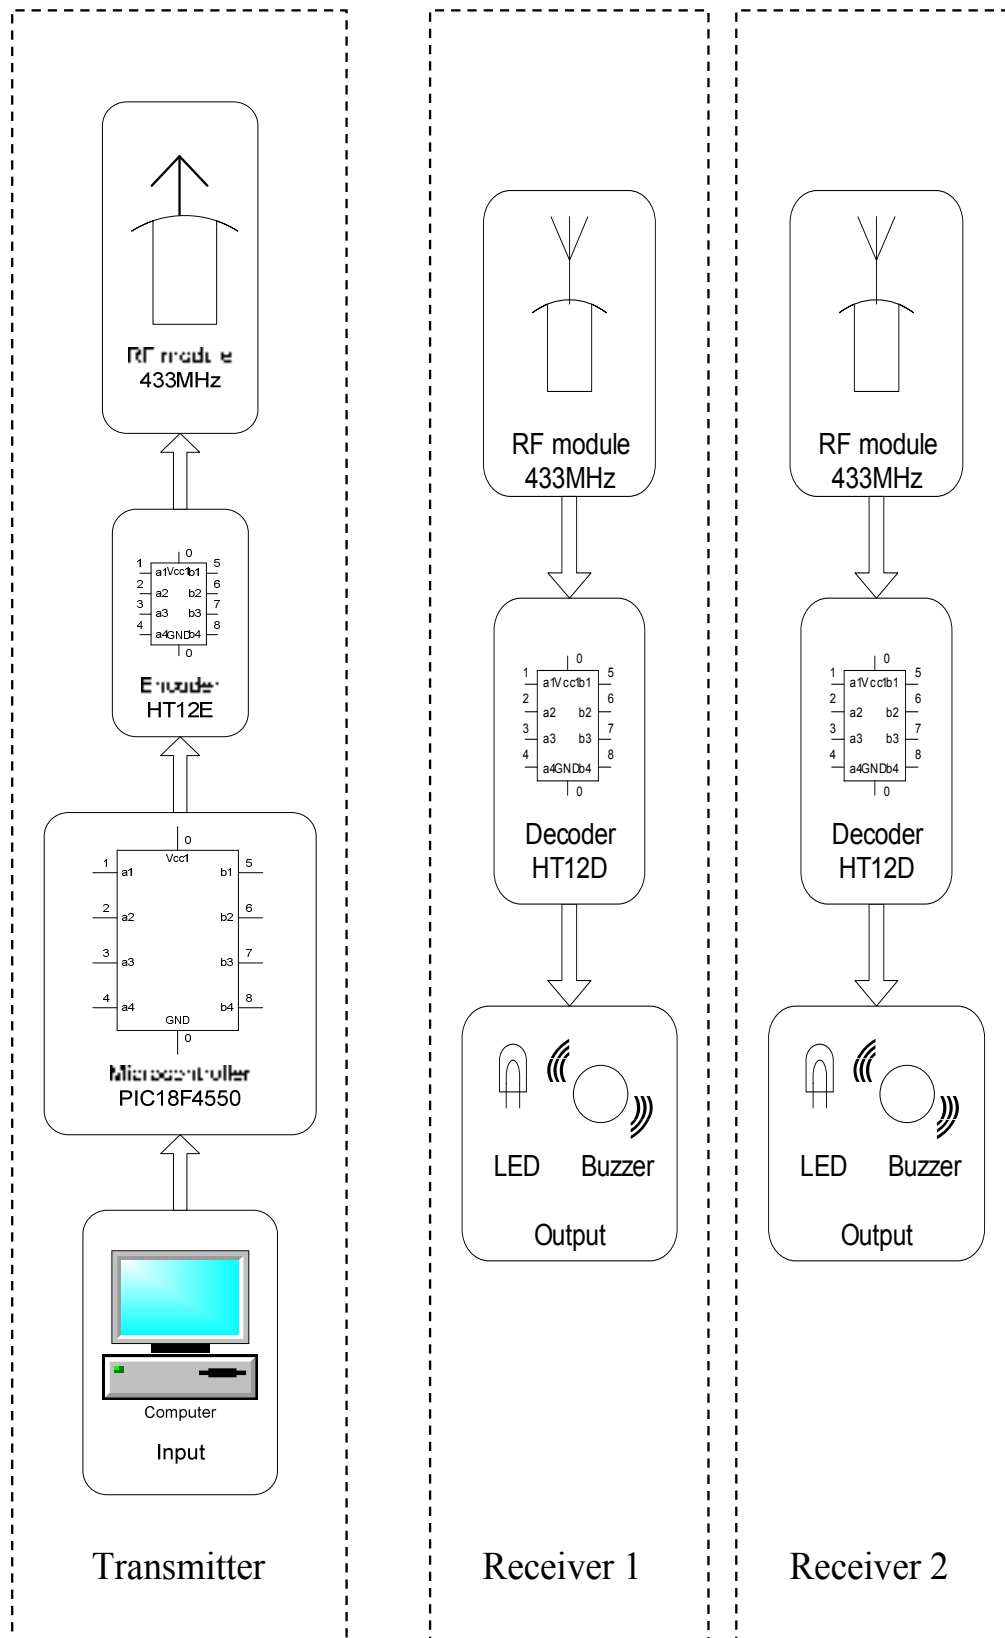 RF module
433MHz
0
1 a1 Vcc1 b1 5
2 a2 b2 6
3 a3 b3 7
4 a4 GND b4 8
0
Encoder
HT12E
0
Vcc1
1 a1 b1 5
2 a2 b2 6
3 a3 b3 7
4 a4 b4 8
GND
0
Microcontroller
PIC18F4550
Computer
Input
Transmitter
RF module
433MHz
0
1 a1 Vcc1 b1 5
2 a2 b2 6
3 a3 b3 7
4 a4 GND b4 8
0
Decoder
HT12D
LED Buzzer
Output
Receiver 1
RF module
433MHz
0
1 a1 Vcc1 b1 5
2 a2 b2 6
3 a3 b3 7
4 a4 GND b4 8
0
Decoder
HT12D
LED Buzzer
Output
Receiver 2